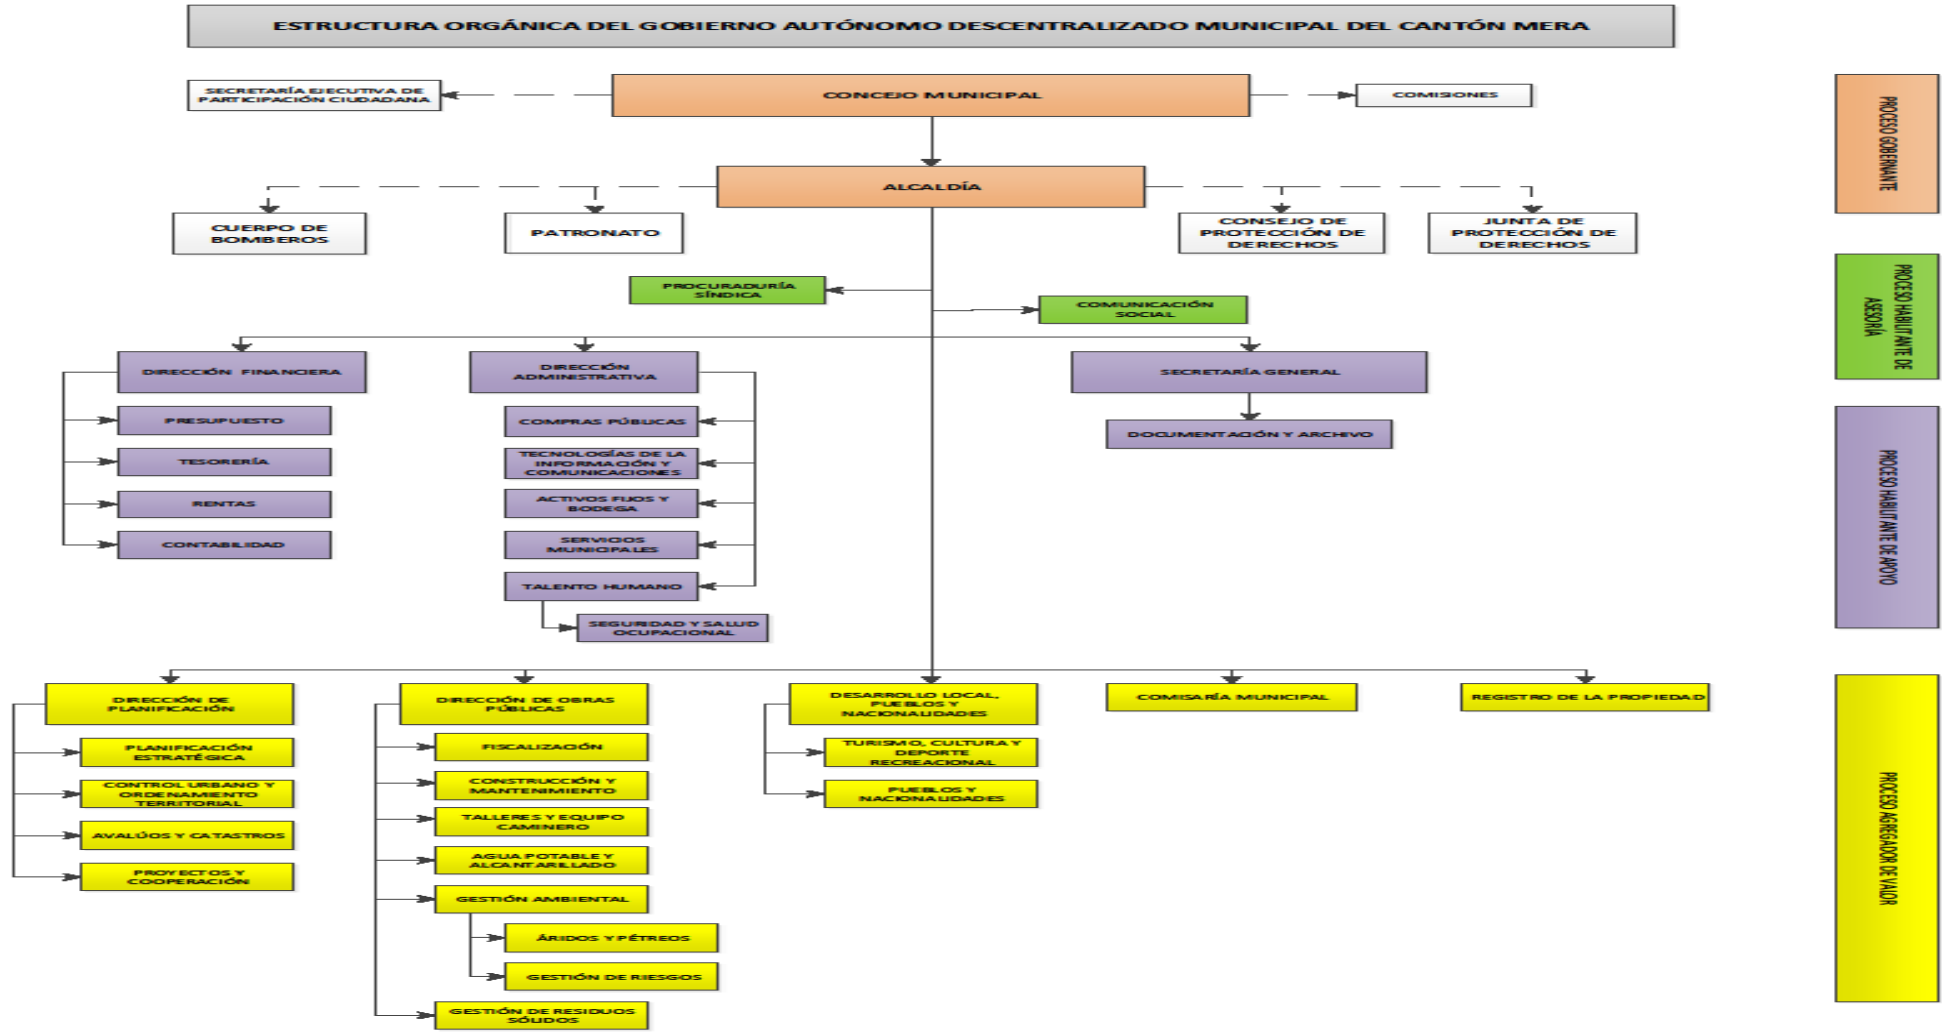 ESTRUCTURA ORGÁNICA DEL GOBIERNO AUTÓNOMO DESCENTRALIZADO MUNICIPAL DEL CANTÓN MERA
SECRETARÍA EJECUTIVA DE
PARTICIPACIÓN CIUDADANA
CONCEJO MUNICIPAL
COMISIONES
PROCESO GOBERNANTE
ALCALDÍA
CUERPO DE
BOMBEROS
PATRONATO
CONSEJO DE
PROTECCIÓN DE
DERECHOS
JUNTA DE
PROTECCIÓN DE
DERECHOS
PROCURADURÍA
SÍNDICA
COMUNICACIÓN
SOCIAL
PROCESO HABILITANTE DE
ASESORÍA
DIRECCIÓN FINANCIERA
DIRECCIÓN
ADMINISTRATIVA
SECRETARÍA GENERAL
PRESUPUESTO
TESORERÍA
RENTAS
CONTABILIDAD
COMPRAS PÚBLICAS
TECNOLOGÍAS DE LA
INFORMACIÓN Y
COMUNICACIONES
ACTIVOS FIJOS Y
BODEGA
SERVICIOS
MUNICIPALES
TALENTO HUMANO
SEGURIDAD Y SALUD
OCUPACIONAL
DOCUMENTACIÓN Y ARCHIVO
PROCESO HABILITANTE DE APOYO
DIRECCIÓN DE
PLANIFICACIÓN
DIRECCIÓN DE OBRAS
PÚBLICAS
DESARROLLO LOCAL,
PUEBLOS Y
NACIONALIDADES
COMISARÍA MUNICIPAL
REGISTRO DE LA PROPIEDAD
PLANIFICACIÓN
ESTRATÉGICA
CONTROL URBANO Y
ORDENAMIENTO
TERRITORIAL
AVALÚOS Y CATASTROS
PROYECTOS Y
COOPERACIÓN
FISCALIZACIÓN
CONSTRUCCIÓN Y
MANTENIMIENTO
TALLERES Y EQUIPO
CAMINERO
AGUA POTABLE Y
ALCANTARILLADO
GESTIÓN AMBIENTAL
ÁRIDOS Y PÉTREOS
GESTIÓN DE RIESGOS
GESTIÓN DE RESIDUOS
SÓLIDOS
TURISMO, CULTURA Y
DEPORTE
RECREACIONAL
PUEBLOS Y
NACIONALIDADES
PROCESO AGREGADOR DE VALOR